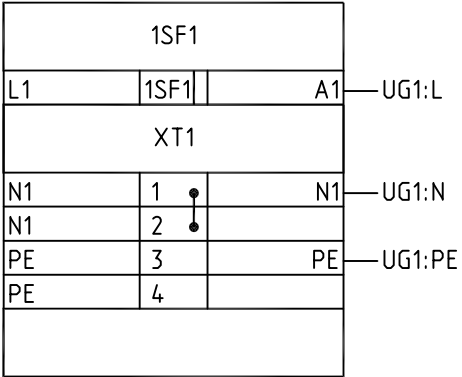 1SF1
L1 1SF1 A1 UG1:L
XT1
N1 1 N1 UG1:N
N1 2
PE 3 PE UG1:PE
PE 4